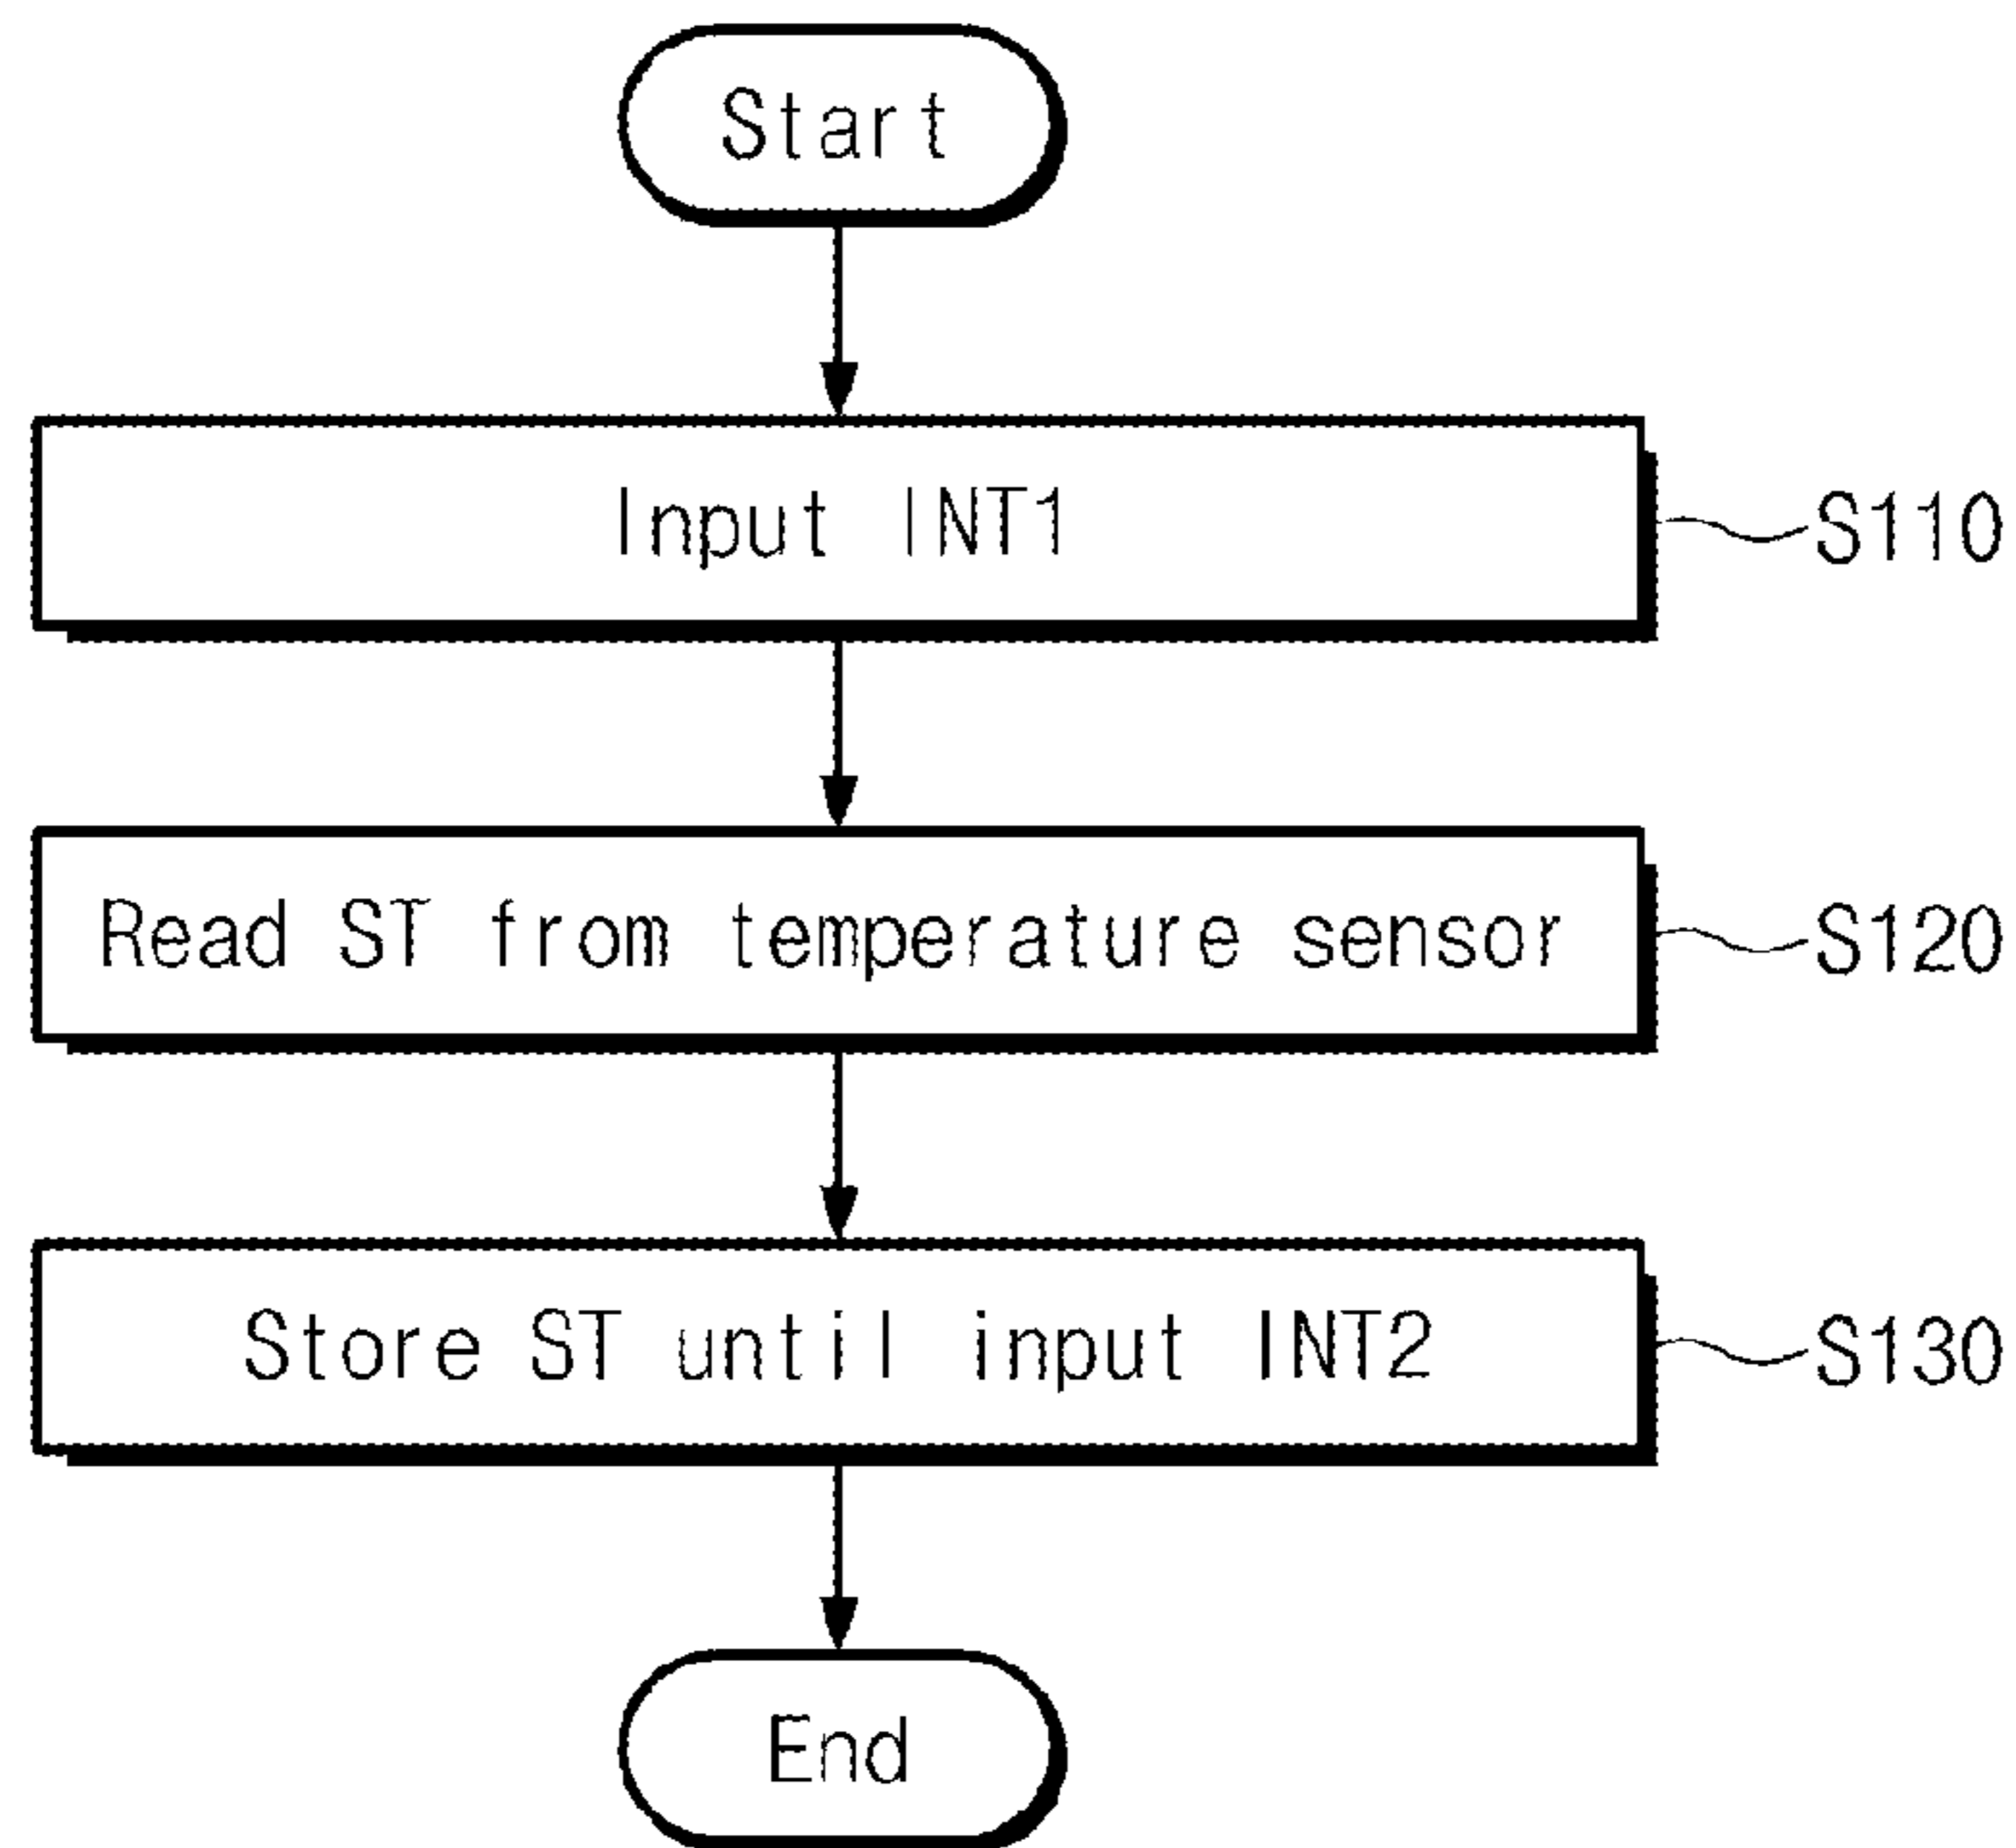 Start
Input INT1
S110
Read ST from temperature sensor
S120
Store ST until input INT2
S130
End